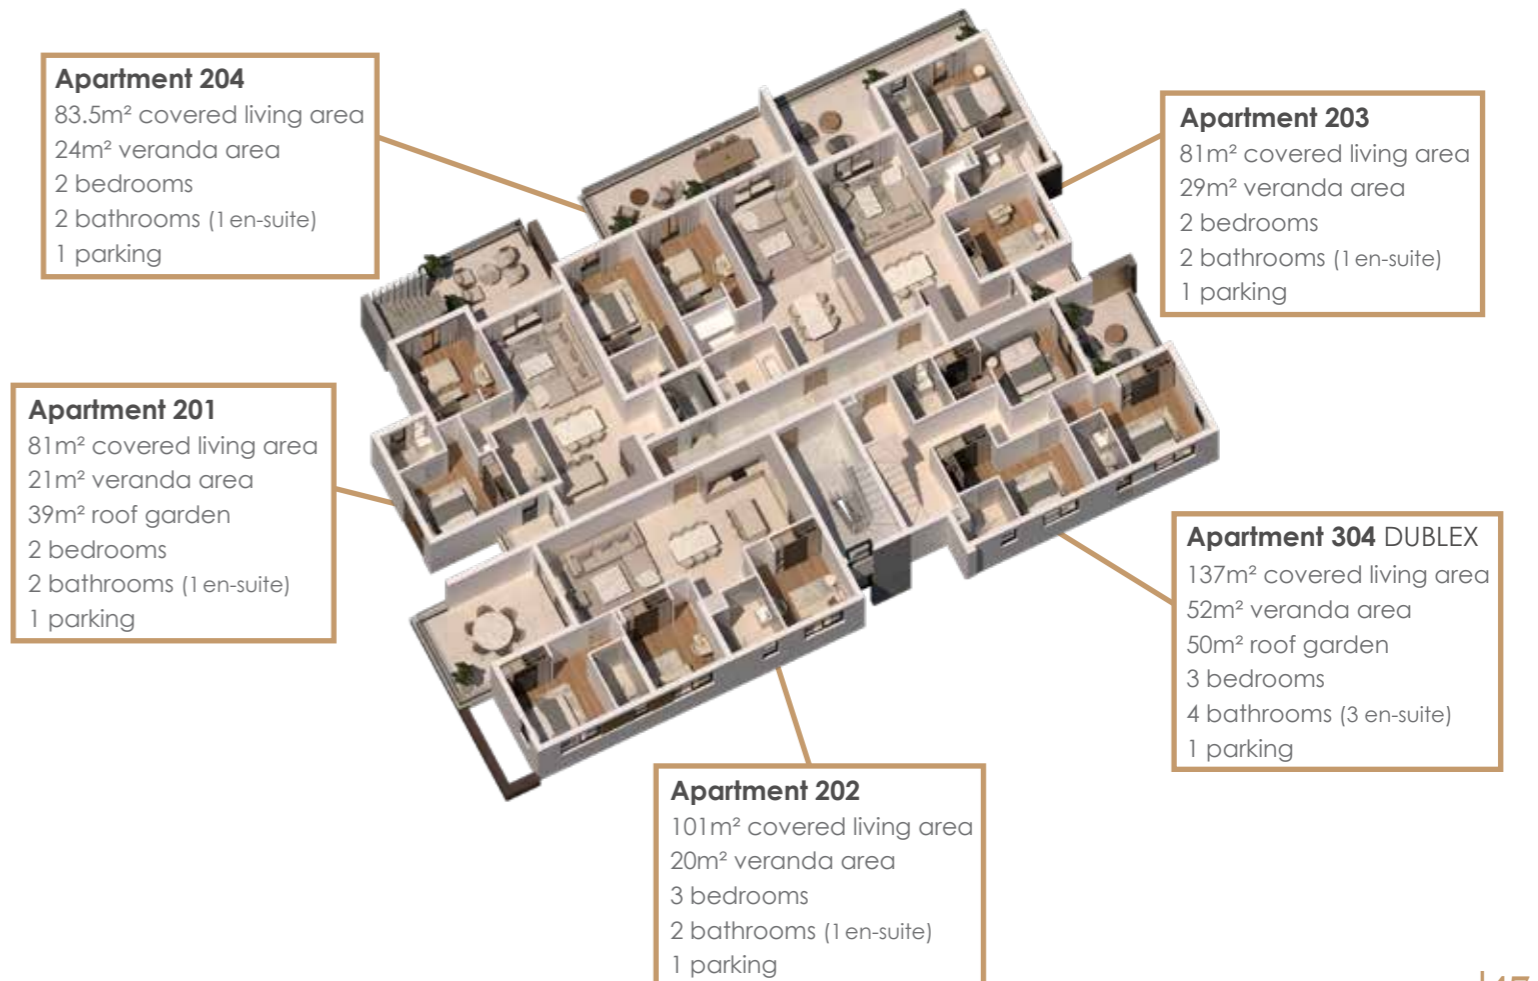 Apartment 204
83.5m² covered living area
24m² veranda area
2 bedrooms
2 bathrooms (1 en-suite)
1 parking
Apartment 203
81m² covered living area
29m² veranda area
2 bedrooms
2 bathrooms (1 en-suite)
1 parking
Apartment 201
81m² covered living area
21m² veranda area
39m² roof garden
2 bedrooms
2 bathrooms (1 en-suite)
1 parking
Apartment 304 DUBLEX
137m² covered living area
52m² veranda area
50m² roof garden
3 bedrooms
4 bathrooms (3 en-suite)
1 parking
Apartment 202
101m² covered living area
20m² veranda area
3 bedrooms
2 bathrooms (1 en-suite)
1 parking